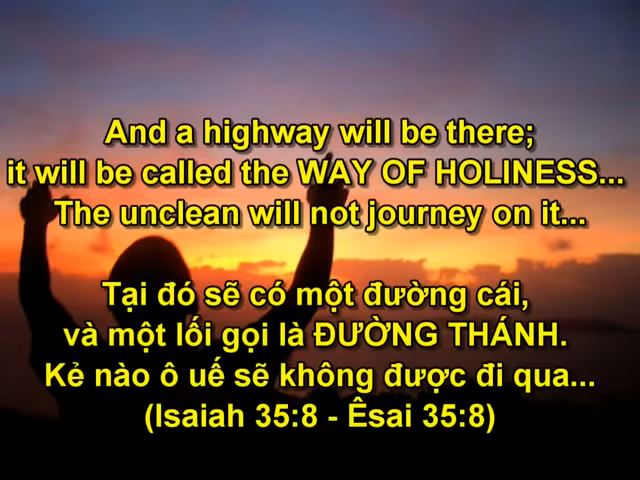 And a highway will be there;
it will be called the WAY OF HOLINESS...
The unclean will not journey on it...
Tại đó sẽ có một đường cái,
và một lối gọi là ĐƯỜNG THÁNH.
Kẻ nào ô uế sẽ không được đi qua...
(Isaiah 35:8 - Êsai 35:8)